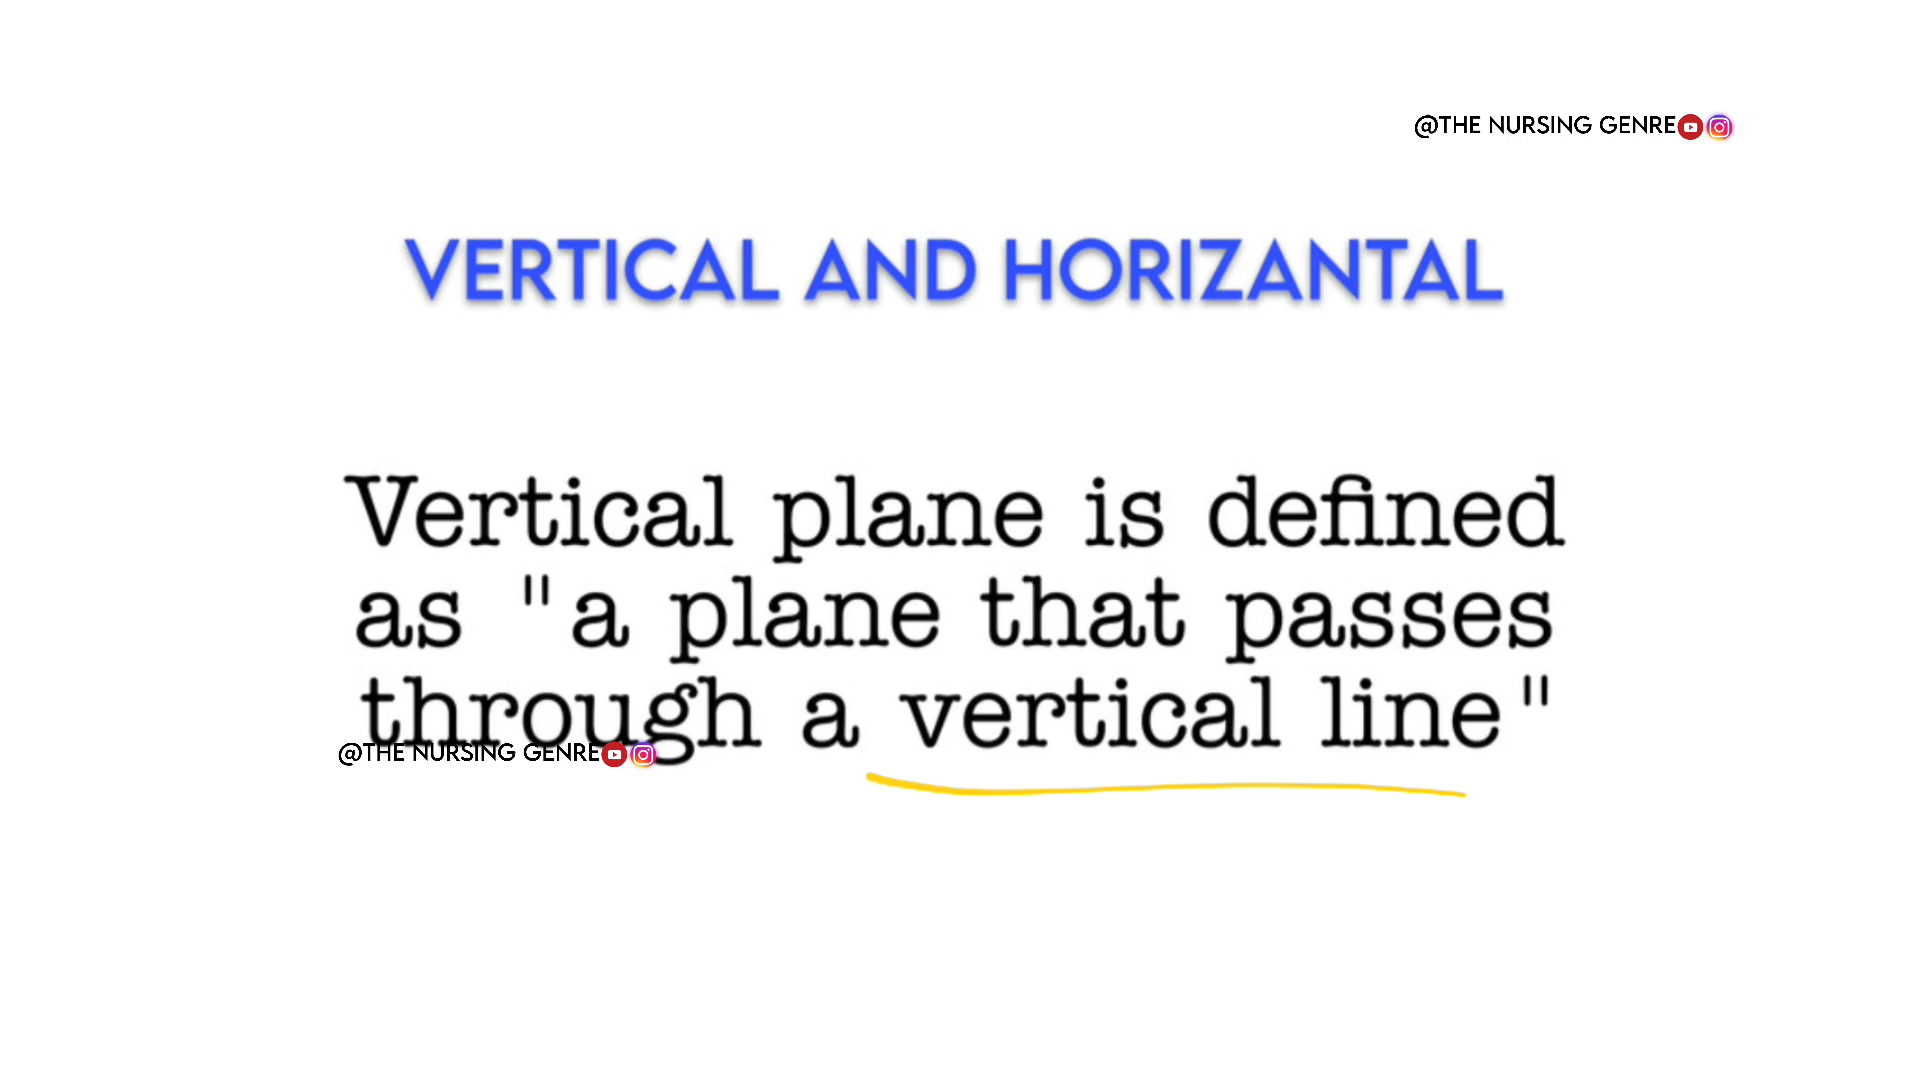 @THE NURSING GENRE
VERTICAL AND HORIZANTAL
Vertical plane is defined
as "a plane that passes
through a vertical line"
@THE NURSING GENRE